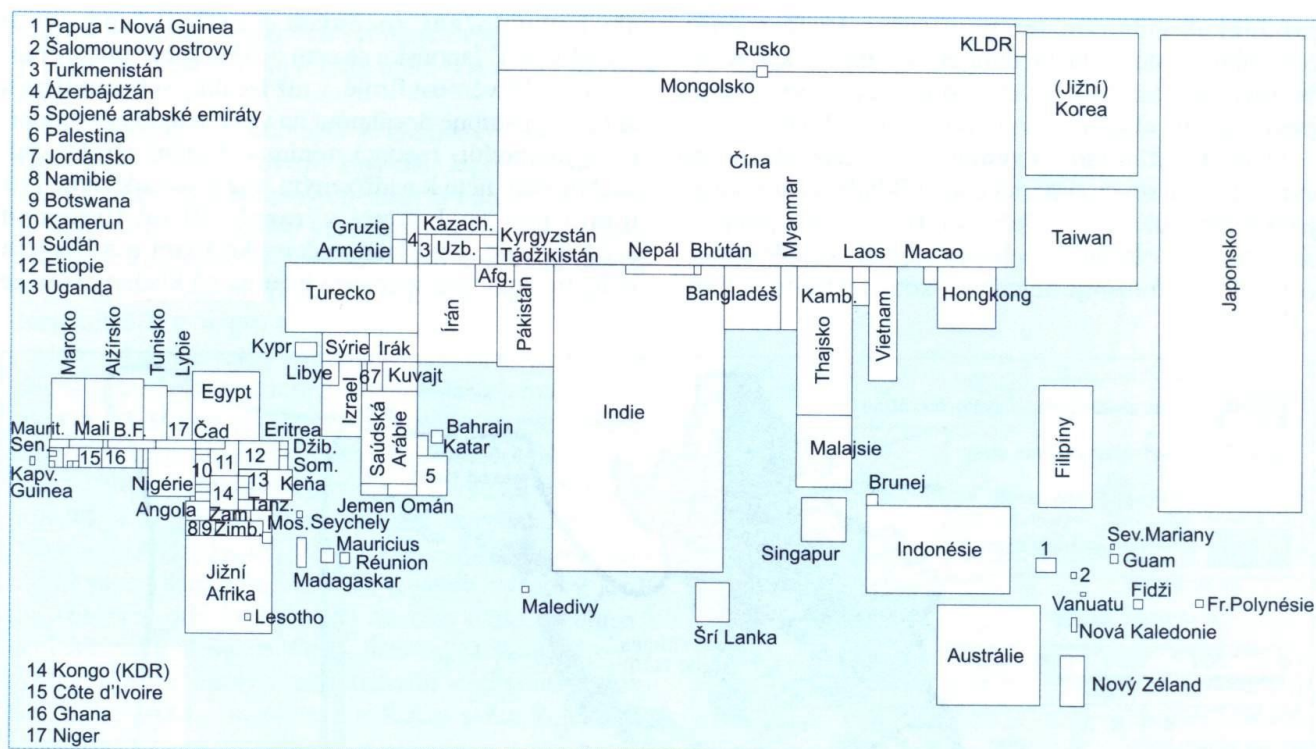 1 Papua - Nová Guinea
2 Šalomounovy ostrovy
3 Turkmenistán
4 Ázerbájdžán
5 Spojené arabské emiráty
6 Palestina
7 Jordánsko
8 Namibie
9 Botswana
10 Kamerun
11 Súdán
12 Etiopie
13 Uganda
Rusko
KLDR
Mongolsko
(Jižní)
Korea
Čína
Japonsko
Taiwan
Gruzie
Arménie
4
Kazach.
3
Uzb.
Kyrgyzstán
Tádžikistán
Afg.
Nepál
Bhútán
Myanmar
Laos
Macao
Turecko
Írán
Pákistán
Bangladéš
Kamb.
Hongkong
Thajsko
Vietnam
Kypr
Sýrie
Irák
Libye
Izrael
67
Kuvajt
Maroko
Alžírsko
Tunisko
Lybie
Egypt
Saúdská
Arábie
Bahrajn
Katar
5
Indie
Malajsie
Filipíny
Maurit.
Mali
B.F.
17
Čad
Eritrea
Sen.
15
16
10
11
12
Džib.
Som.
Kapv.
Guinea
Nigérie
14
13
Keňa
Tanz.
Angola
Zam.
Mos.
Seychely
Jemen
Omán
8
9
Zimb.
Brunej
Singapur
Indonésie
Mauricius
Réunion
Madagaskar
Jižní
Afrika
Lesotho
Maledivy
Šrí Lanka
1
2
Sev.Mariany
Guam
Fidži
Vanuatu
Fr.Polynésie
Nová Kaledonie
Austrálie
Nový Zéland
14 Kongo (KDR)
15 Côte d'Ivoire
16 Ghana
17 Niger